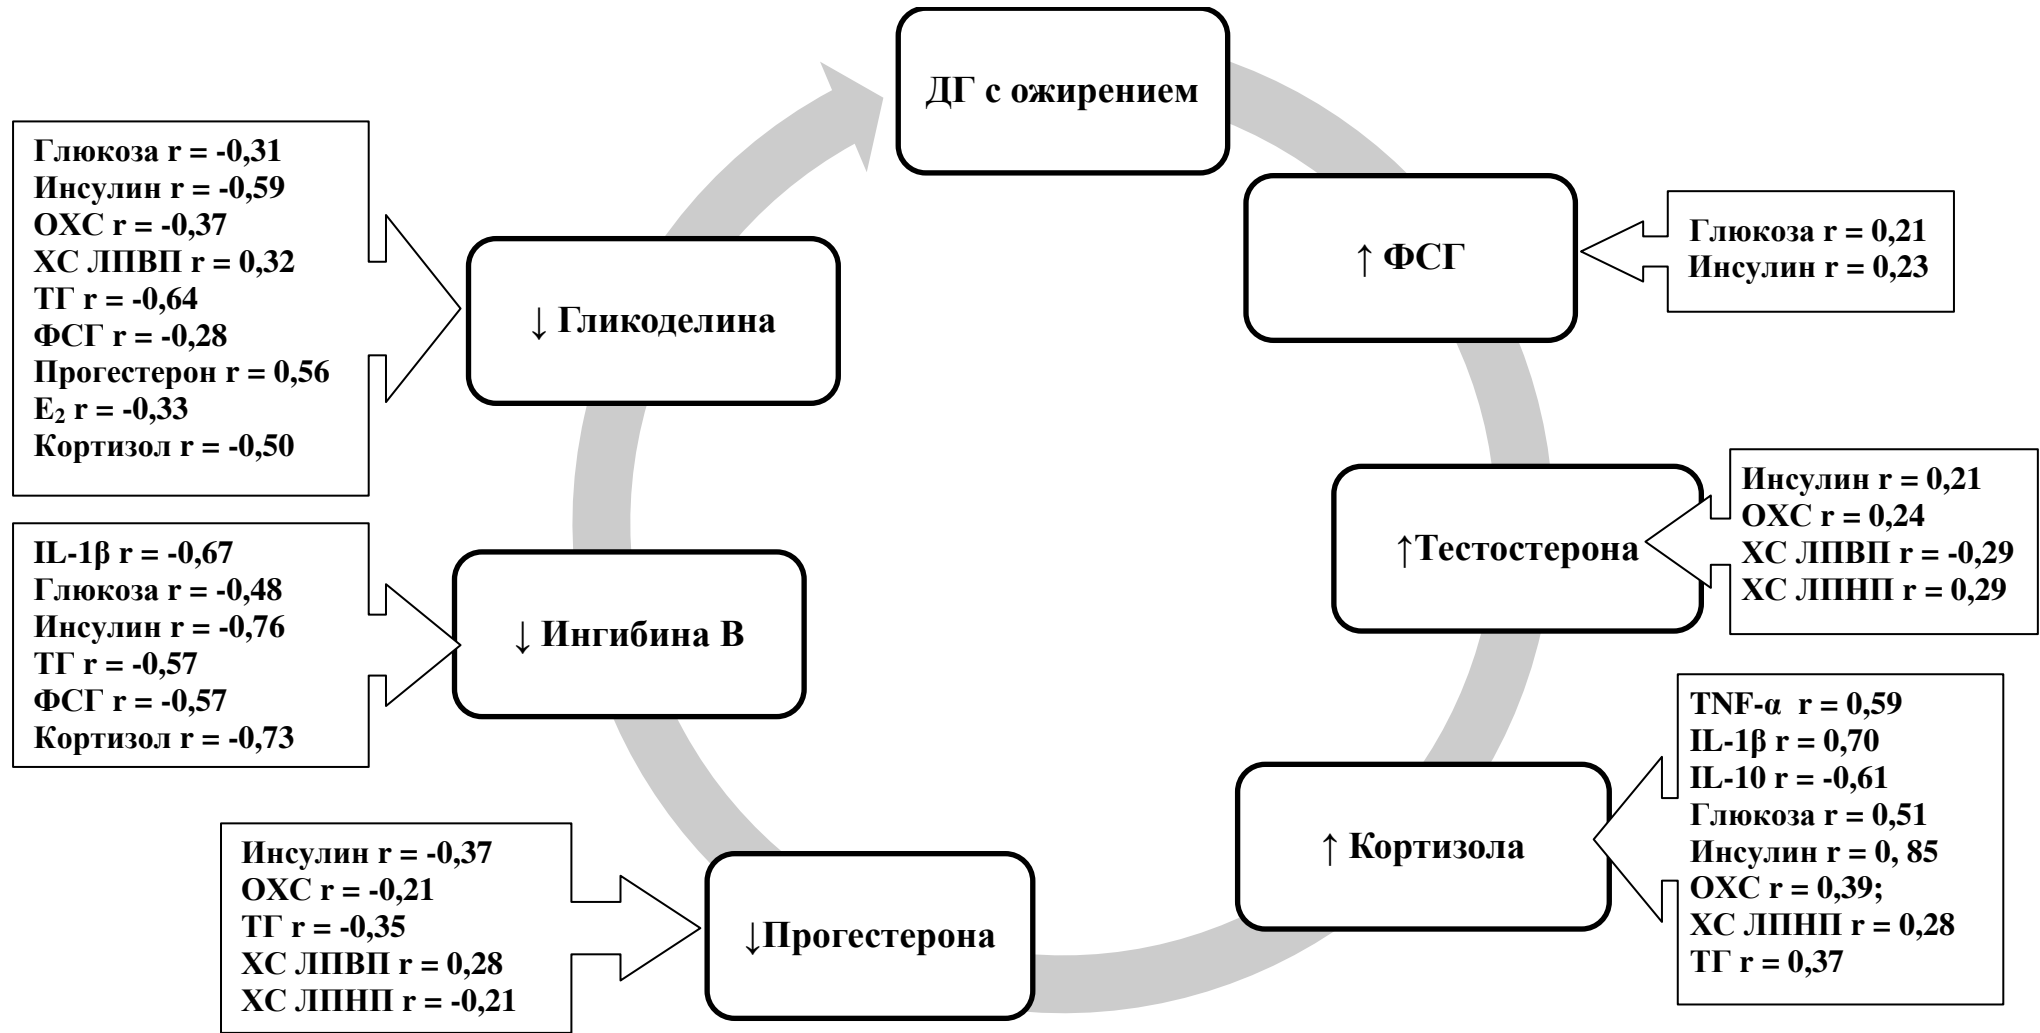 ДГ с ожирением
↑ ФСГ
Глюкоза r = 0,21
Инсулин r = 0,23
↑Тестостерона
Инсулин r = 0,21
ОХС r = 0,24
ХС ЛПВП r = -0,29
ХС ЛПНП r = 0,29
↑ Кортизола
TNF-α r = 0,59
IL-1β r = 0,70
IL-10 r = -0,61
Глюкоза r = 0,51
Инсулин r = 0, 85
ОХС r = 0,39;
ХС ЛПНП r = 0,28
ТГ r = 0,37
↓Прогестерона
Инсулин r = -0,37
ОХС r = -0,21
ТГ r = -0,35
ХС ЛПВП r = 0,28
ХС ЛПНП r = -0,21
↓ Ингибина В
IL-1β r = -0,67
Глюкоза r = -0,48
Инсулин r = -0,76
ТГ r = -0,57
ФСГ r = -0,57
Кортизол r = -0,73
↓ Гликоделина
Глюкоза r = -0,31
Инсулин r = -0,59
ОХС r = -0,37
ХС ЛПВП r = 0,32
ТГ r = -0,64
ФСГ r = -0,28
Прогестерон r = 0,56
E₂ r = -0,33
Кортизол r = -0,50